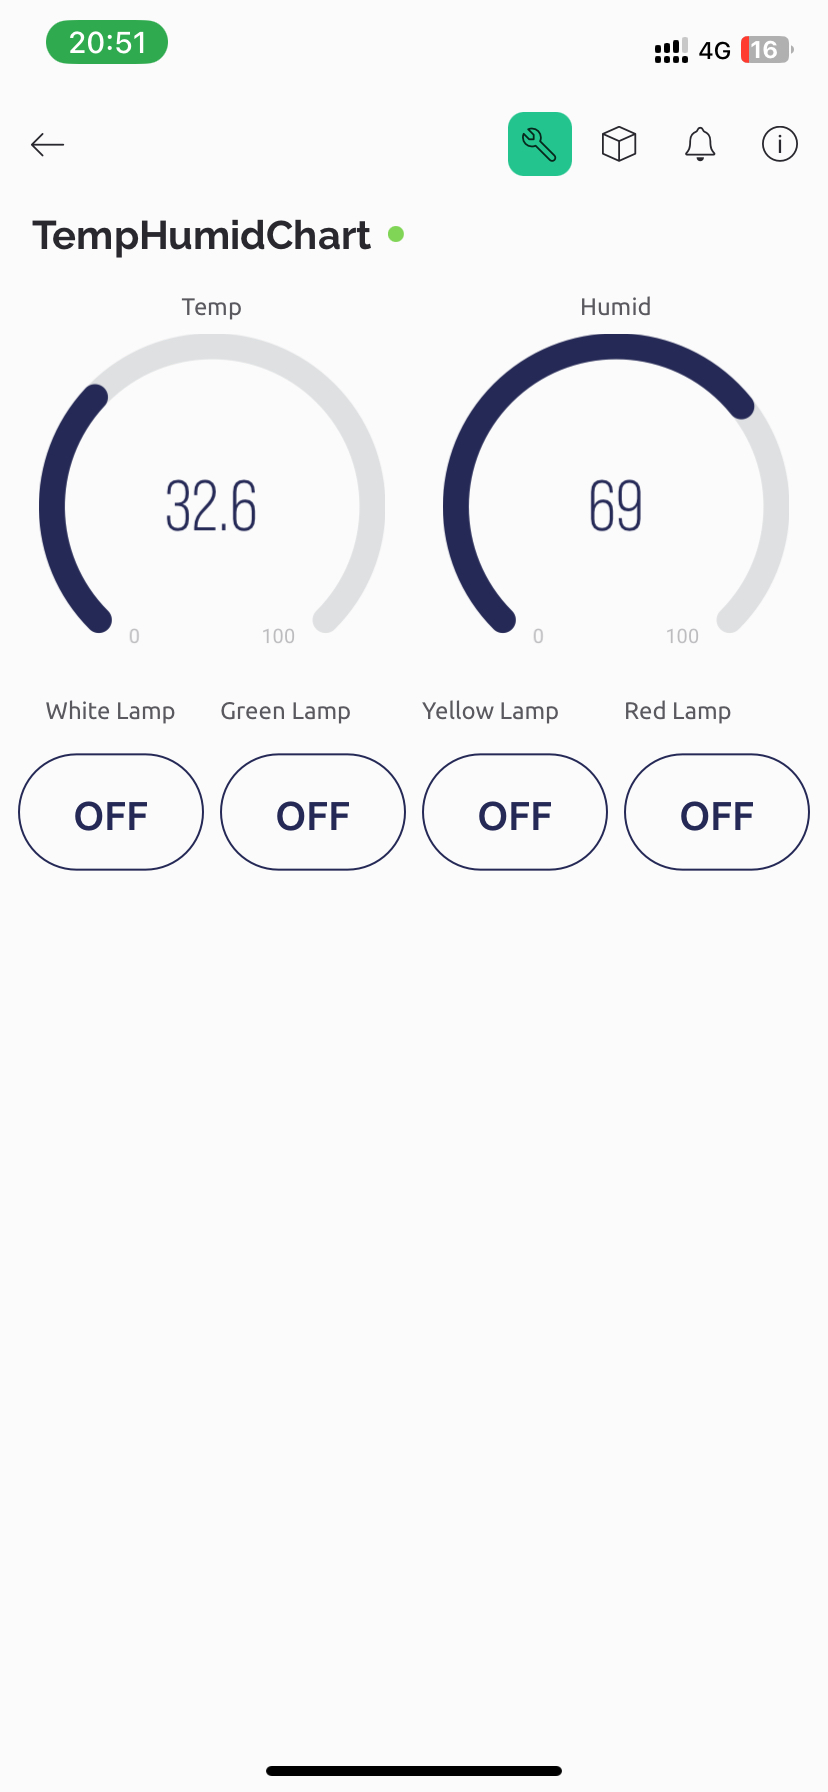 20:51 4G 16
TempHumidChart
Temp Humid
32.6 69
0 100 0 100
White Lamp Green Lamp Yellow Lamp Red Lamp
OFF OFF OFF OFF